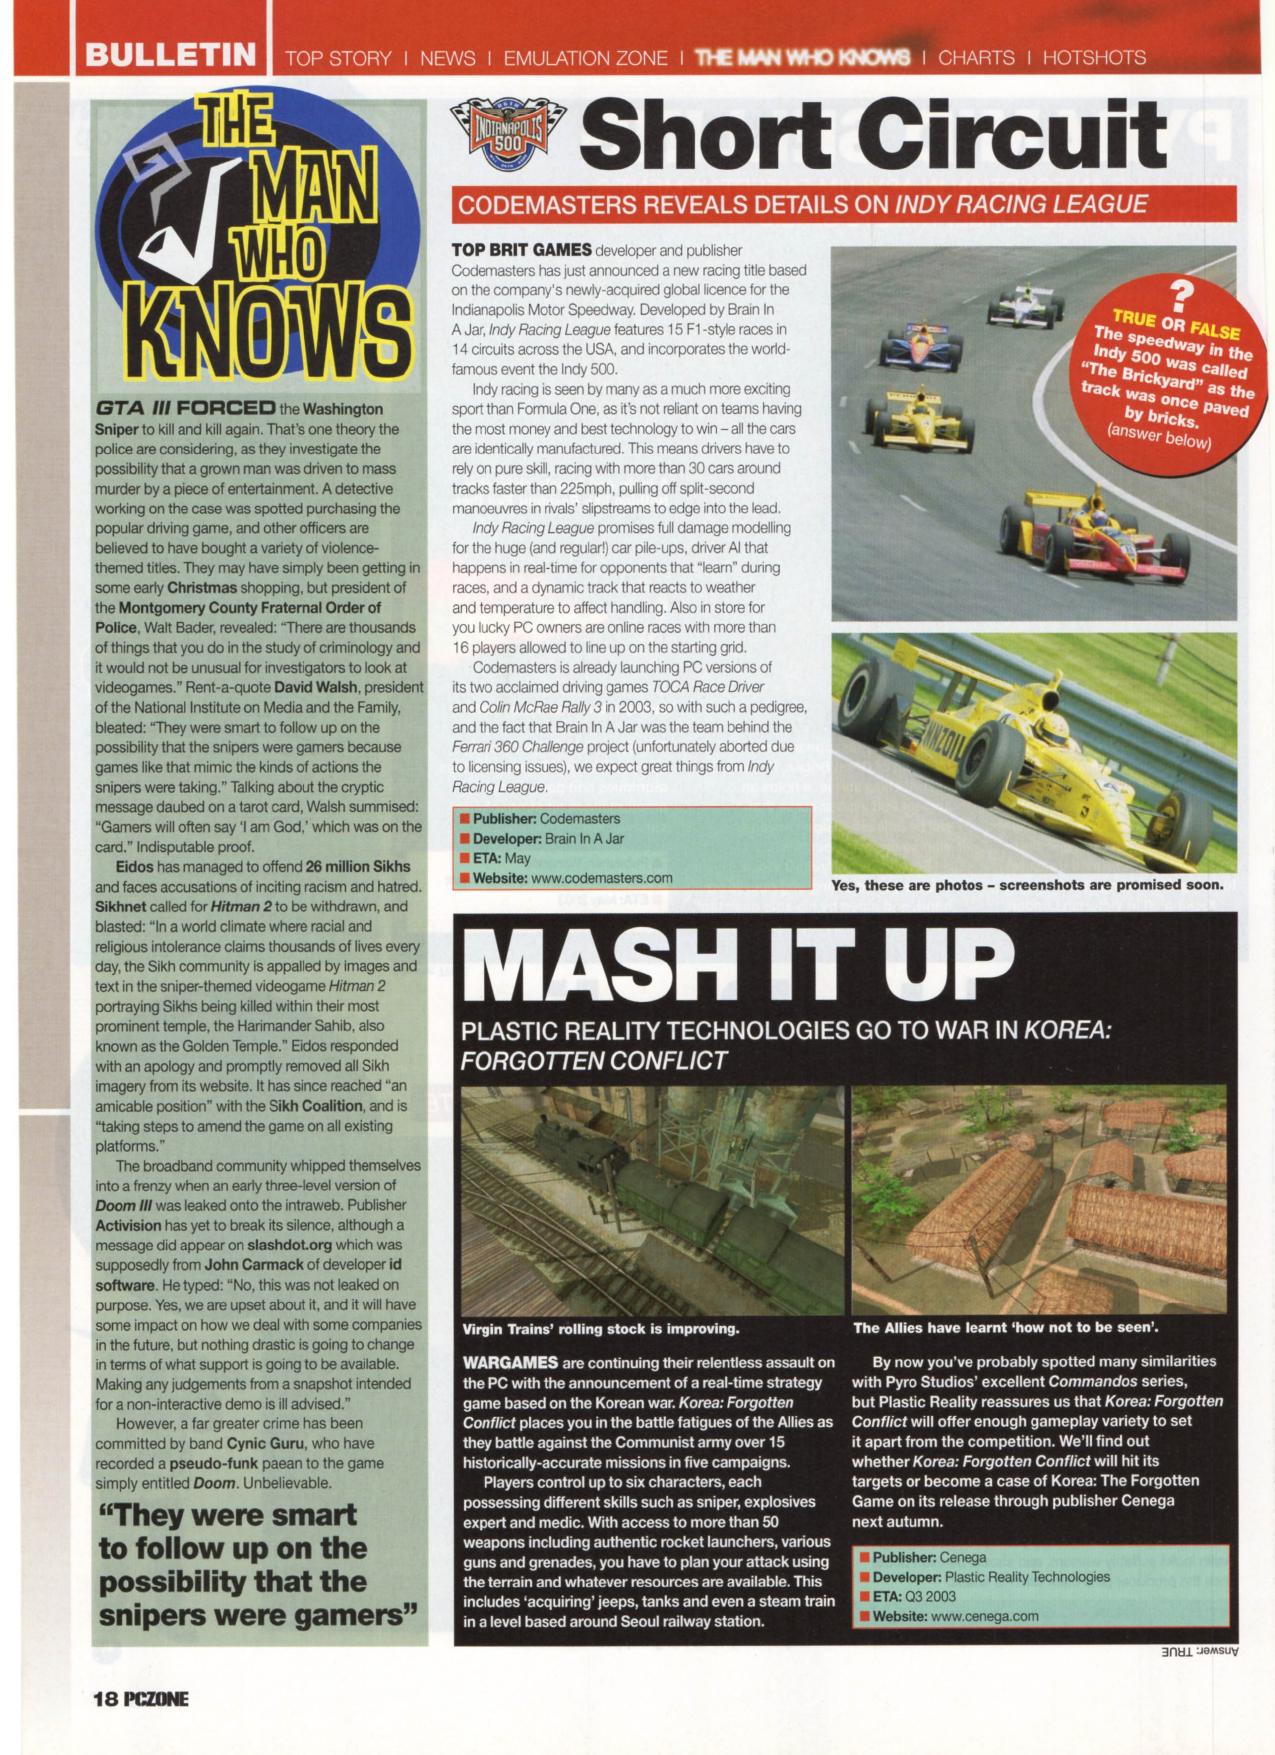 BULLETIN
TOP STORY | NEWS | EMULATION ZONE | THE MAN WHO KNOWS | CHARTS | HOTSHOTS
THE
MAN
WHO
KNOWS
GTA III FORCED the Washington
Sniper to kill and kill again. That's one theory the
police are considering, as they investigate the
possibility that a grown man was driven to mass
murder by a piece of entertainment. A detective
working on the case was spotted purchasing the
popular driving game, and other officers are
believed to have bought a variety of violence-
themed titles. They may have simply been getting in
some early Christmas shopping, but president of
the Montgomery County Fraternal Order of
Police, Walt Bader, revealed: “There are thousands
of things that you do in the study of criminology and
it would not be unusual for investigators to look at
videogames.” Rent-a-quote David Walsh, president
of the National Institute on Media and the Family,
bleated: “They were smart to follow up on the
possibility that the snipers were gamers because
games like that mimic the kinds of actions the
snipers were taking.” Talking about the cryptic
message daubed on a tarot card, Walsh summised:
“Gamers will often say ‘I am God,’ which was on the
card.” Indisputable proof.
Eidos has managed to offend 26 million Sikhs
and faces accusations of inciting racism and hatred.
Sikhnet called for Hitman 2 to be withdrawn, and
blasted: “In a world climate where racial and
religious intolerance claims thousands of lives every
day, the Sikh community is appalled by images and
text in the sniper-themed videogame Hitman 2
portraying Sikhs being killed within their most
prominent temple, the Harimander Sahib, also
known as the Golden Temple.” Eidos responded
with an apology and promptly removed all Sikh
imagery from its website. It has since reached “an
amicable position” with the Sikh Coalition, and is
“taking steps to amend the game on all existing
platforms.”
The broadband community whipped themselves
into a frenzy when an early three-level version of
Doom III was leaked onto the intraweb. Publisher
Activision has yet to break its silence, although a
message did appear on slashdot.org which was
supposedly from John Carmack of developer id
software. He typed: “No, this was not leaked on
purpose. Yes, we are upset about it, and it will have
some impact on how we deal with some companies
in the future, but nothing drastic is going to change
in terms of what support is going to be available.
Making any judgements from a snapshot intended
for a non-interactive demo is ill advised.”
However, a far greater crime has been
committed by band Cynic Guru, who have
recorded a pseudo-funk paean to the game
simply entitled Doom. Unbelievable.
“They were smart
to follow up on the
possibility that the
snipers were gamers”
INDIANAPOLIS
500
Short Circuit
CODEMASTERS REVEALS DETAILS ON INDY RACING LEAGUE
TOP BRIT GAMES developer and publisher
Codemasters has just announced a new racing title based
on the company's newly-acquired global licence for the
Indianapolis Motor Speedway. Developed by Brain In
A Jar, Indy Racing League features 15 F1-style races in
14 circuits across the USA, and incorporates the world-
famous event the Indy 500.
Indy racing is seen by many as a much more exciting
sport than Formula One, as it's not reliant on teams having
the most money and best technology to win – all the cars
are identically manufactured. This means drivers have to
rely on pure skill, racing with more than 30 cars around
tracks faster than 225mph, pulling off split-second
manoeuvres in rivals' slipstreams to edge into the lead.
Indy Racing League promises full damage modelling
for the huge (and regular!) car pile-ups, driver AI that
happens in real-time for opponents that “learn” during
races, and a dynamic track that reacts to weather
and temperature to affect handling. Also in store for
you lucky PC owners are online races with more than
16 players allowed to line up on the starting grid.
Codemasters is already launching PC versions of
its two acclaimed driving games TOCA Race Driver
and Colin McRae Rally 3 in 2003, so with such a pedigree,
and the fact that Brain In A Jar was the team behind the
Ferrari 360 Challenge project (unfortunately aborted due
to licensing issues), we expect great things from Indy
Racing League.
Publisher: Codemasters
Developer: Brain In A Jar
ETA: May
Website: www.codemasters.com
?
TRUE OR FALSE
The speedway in the
Indy 500 was called
“The Brickyard” as the
track was once paved
by bricks.
(answer below)
Yes, these are photos – screenshots are promised soon.
MASH IT UP
PLASTIC REALITY TECHNOLOGIES GO TO WAR IN KOREA:
FORGOTTEN CONFLICT
Virgin Trains' rolling stock is improving.
The Allies have learnt ‘how not to be seen’.
WARGAMES are continuing their relentless assault on
the PC with the announcement of a real-time strategy
game based on the Korean war. Korea: Forgotten
Conflict places you in the battle fatigues of the Allies as
they battle against the Communist army over 15
historically-accurate missions in five campaigns.
Players control up to six characters, each
possessing different skills such as sniper, explosives
expert and medic. With access to more than 50
weapons including authentic rocket launchers, various
guns and grenades, you have to plan your attack using
the terrain and whatever resources are available. This
includes ‘acquiring’ jeeps, tanks and even a steam train
in a level based around Seoul railway station.
By now you've probably spotted many similarities
with Pyro Studios' excellent Commandos series,
but Plastic Reality reassures us that Korea: Forgotten
Conflict will offer enough gameplay variety to set
it apart from the competition. We'll find out
whether Korea: Forgotten Conflict will hit its
targets or become a case of Korea: The Forgotten
Game on its release through publisher Cenega
next autumn.
Publisher: Cenega
Developer: Plastic Reality Technologies
ETA: Q3 2003
Website: www.cenega.com
Answer: TRUE
18 PCZONE